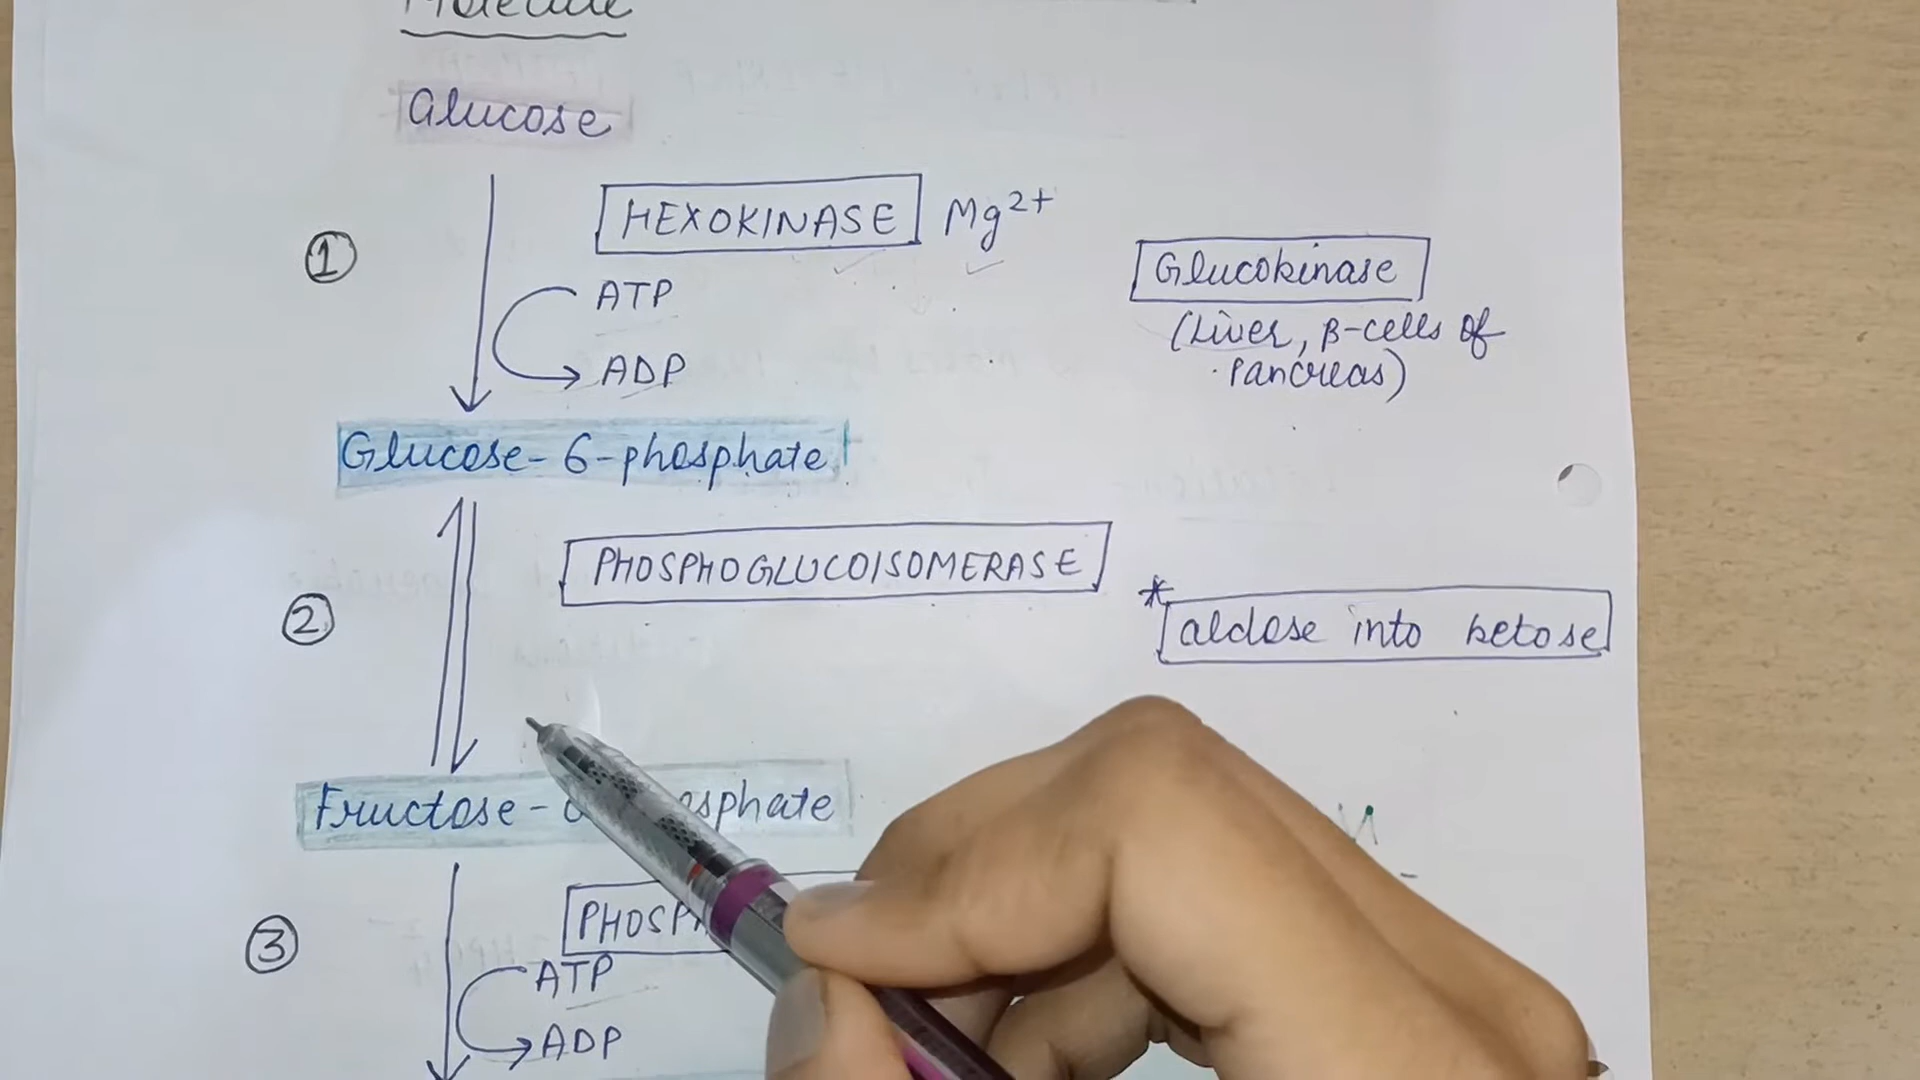 Glucose
HEXOKINASE Mg2+
1
ATP
Glucokinase
(Liver, β-cells of
Pancreas)
ADP
Glucose-6-phosphate
PHOSPHOGLUCOISOMERASE
2
*
aldose into ketose
Fructose-
3
ATP
ADP